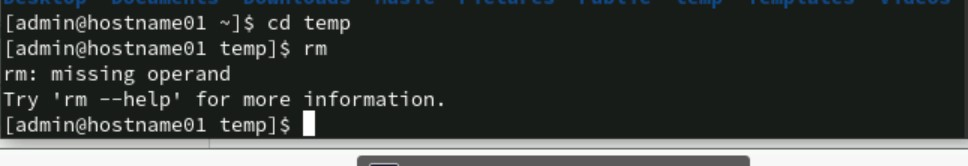 Desktop Documents Downloads Music Pictures Public temp Templates Videos
[admin@hostname01 ~]$ cd temp
[admin@hostname01 temp]$ rm
rm: missing operand
Try 'rm --help' for more information.
[admin@hostname01 temp]$